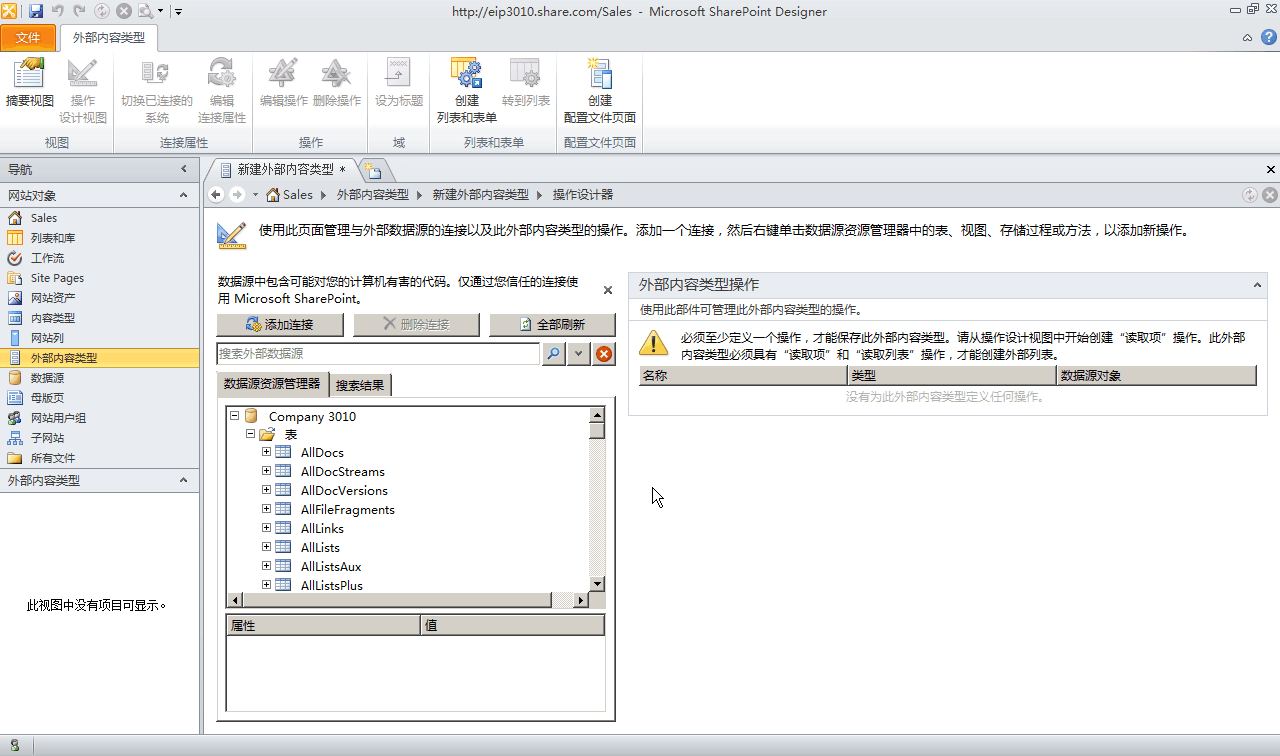 http://eip3010.share.com/Sales - Microsoft SharePoint Designer
文件
外部内容类型
摘要视图
操作
设计视图
切换已连接的
系统
编辑
连接属性
编辑操作
删除操作
设为标题
创建
列表和表单
转到列表
创建
配置文件页面
视图
连接属性
操作
域
列表和表单
配置文件页面
导航
网站对象
Sales
列表和库
工作流
Site Pages
网站资产
内容类型
网站列
外部内容类型
数据源
母版页
网站用户组
子网站
所有文件
外部内容类型
此视图中没有项目可显示。
新建外部内容类型 *
Sales
外部内容类型
新建外部内容类型
操作设计器
使用此页面管理与外部数据源的连接以及此外部内容类型的操作。添加一个连接，然后右键单击数据源资源管理器中的表、视图、存储过程或方法，以添加新操作。
数据源中包含可能对您的计算机有害的代码。仅通过您信任的连接使
用 Microsoft SharePoint。
添加连接
删除连接
全部刷新
搜索外部数据源
数据源资源管理器
搜索结果
Company 3010
表
AllDocs
AllDocStreams
AllDocVersions
AllFileFragments
AllLinks
AllLists
AllListsAux
AllListsPlus
属性
值
外部内容类型操作
使用此部件可管理此外部内容类型的操作。
必须至少定义一个操作，才能保存此外部内容类型。请从操作设计视图中开始创建“读取项”操作。此外部
内容类型必须具有“读取项”和“读取列表”操作，才能创建外部列表。
名称
类型
数据源对象
没有为此外部内容类型定义任何操作。